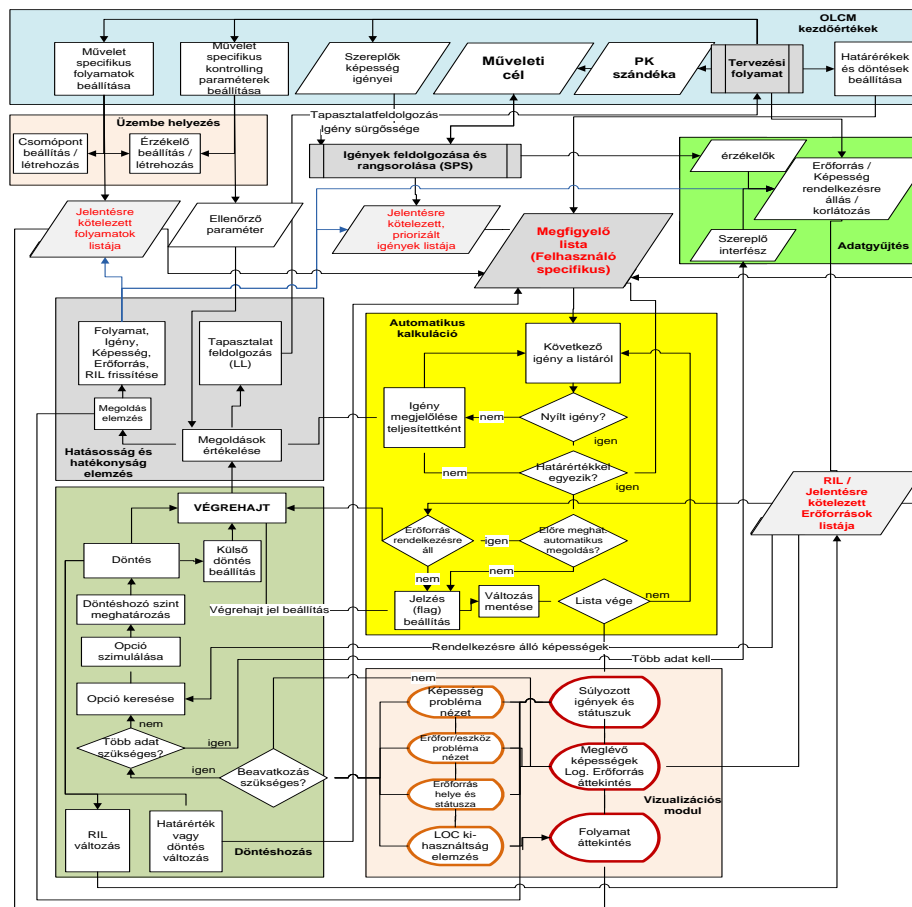 OLCM
kezdőértékek
Művelet
specifikus
folyamatok
beállítása
Művelet
specifikus
kontrolling
paraméterek
beállítása
Szereplők
képesség
igényei
Műveleti
cél
PK
szándéka
Tervezési
folyamat
Határérékek
és döntések
beállítása
Üzembe helyezés
Csomópont
beállítás /
létrehozás
Érzékelő
beállítás /
létrehozás
Tapasztalatfeldolgozás
Igény sürgőssége
Igények feldolgozása és
rangsorolása (SPS)
érzékelők
Erőforrás /
Képesség
rendelkezésre
állás /
korlátozás
Szereplő
interfész
Adatgyűjtés
Jelentésre
kötelezett
folyamatok
listája
Ellenőrző
paraméter
Jelentésre
kötelezett,
priorizált
igények listája
Megfigyelő
lista
(Felhasználó
specifikus)
Folyamat,
Igény,
Képesség,
Erőforrás,
RIL frissítése
Tapasztalat
feldolgozás
(LL)
Megoldás
elemzés
Megoldások
értékelése
Hatásosság és
hatékonyság
elemzés
Automatikus
kalkuláció
Következő
igény a listáról
Igény
megjelölése
teljesítettként
nem
Nyílt igény?
igen
nem
Határértékkel
egyezik?
igen
Erőforrás
rendelkezésre
áll
igen
Előre meghat.
automatikus
megoldás?
nem
nem
Jelzés
(flag)
beállítás
Változás
mentése
Lista vége
nem
RIL /
Jelentésre
kötelezett
Erőforrások
listája
VÉGREHAJT
Döntés
Külső
döntés
beállítás
Döntéshozó szint
meghatározás
Végrehajt jel beállítás
Opció
szimulálása
Rendelkezésre álló képességek
Több adat kell
Opció keresése
nem
nem
Több adat
szükséges?
igen
igen
Beavatkozás
szükséges?
RIL
változás
Határérték
vagy
döntés
változás
Döntéshozás
Képesség
probléma
nézet
Erőforr/eszköz
probléma
nézet
Erőforrás
helye és
státusza
LOC ki-
használtság
elemzés
Súlyozott
igények és
státuszuk
Meglévő
képességek
Log. Erőforrás
áttekintés
Vizualizációs
modul
Folyamat
áttekintés